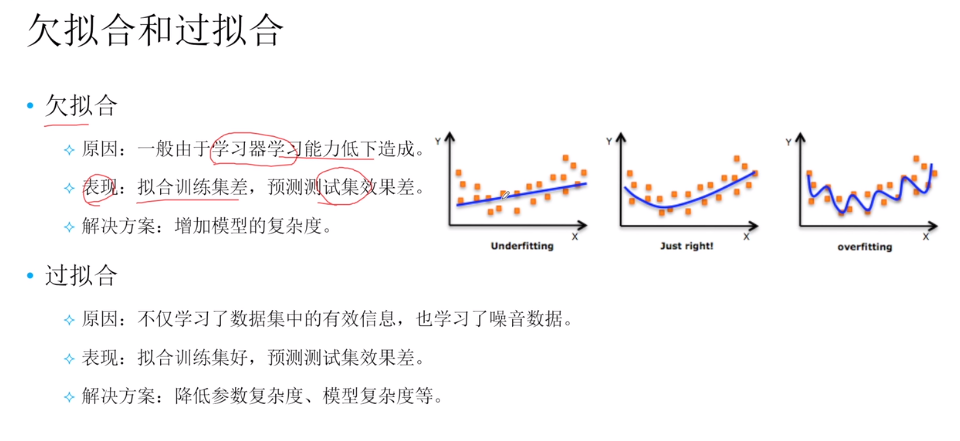 欠拟合和过拟合
欠拟合
原因：一般由于学习器学习能力低下造成。
表现：拟合训练集差，预测测试集效果差。
解决方案：增加模型的复杂度。
Y
X
Underfitting
Y
X
Just right!
Y
X
overfitting
过拟合
原因：不仅学习了数据集中的有效信息，也学习了噪音数据。
表现：拟合训练集好，预测测试集效果差。
解决方案：降低参数复杂度、模型复杂度等。